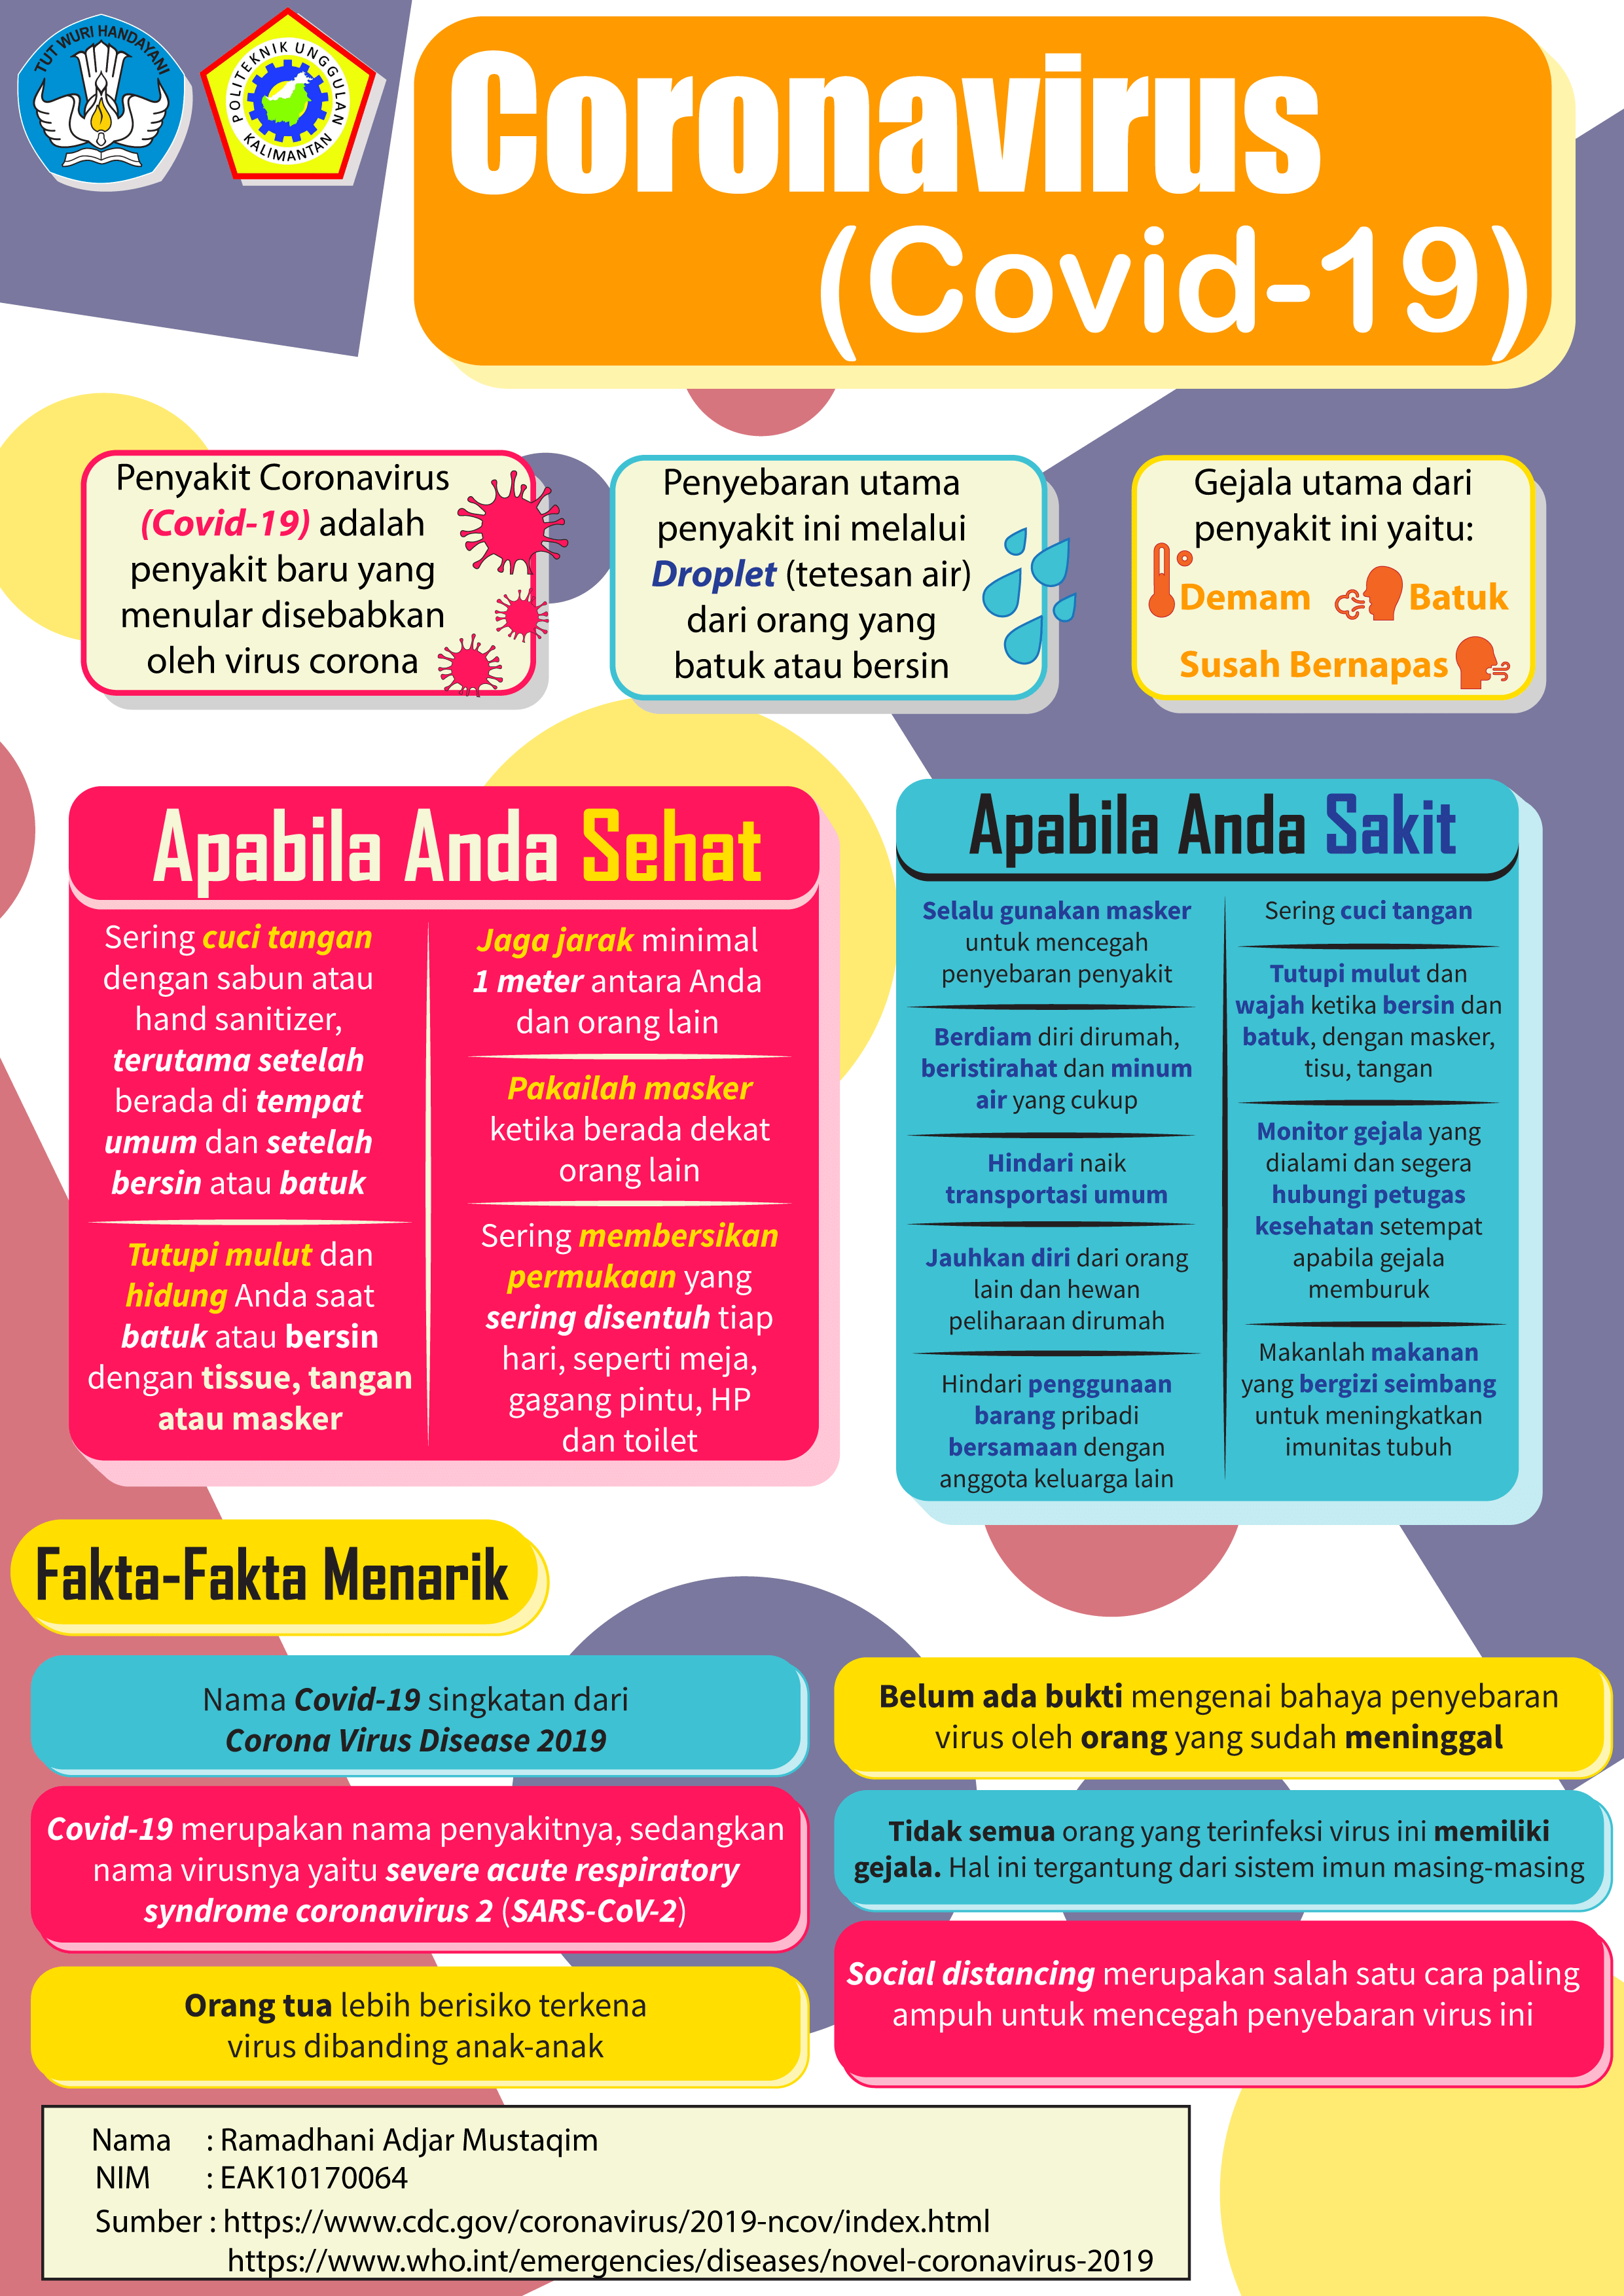 TUT WURI HANDAYANI
POLITEKNIK UNGGULAN
KALIMANTAN
Coronavirus
(Covid-19)
Penyakit Coronavirus
(Covid-19) adalah
penyakit baru yang
menular disebabkan
oleh virus corona
Penyebaran utama
penyakit ini melalui
Droplet (tetesan air)
dari orang yang
batuk atau bersin
Gejala utama dari
penyakit ini yaitu:
Demam
Batuk
Susah Bernapas
Apabila Anda Sehat
Sering cuci tangan
dengan sabun atau
hand sanitizer,
terutama setelah
berada di tempat
umum dan setelah
bersin atau batuk
Tutupi mulut dan
hidung Anda saat
batuk atau bersin
dengan tissue, tangan
atau masker
Jaga jarak minimal
1 meter antara Anda
dan orang lain
Pakailah masker
ketika berada dekat
orang lain
Sering membersikan
permukaan yang
sering disentuh tiap
hari, seperti meja,
gagang pintu, HP
dan toilet
Apabila Anda Sakit
Selalu gunakan masker
untuk mencegah
penyebaran penyakit
Berdiam diri dirumah,
beristirahat dan minum
air yang cukup
Hindari naik
transportasi umum
Jauhkan diri dari orang
lain dan hewan
peliharaan dirumah
Hindari penggunaan
barang pribadi
bersamaan dengan
anggota keluarga lain
Sering cuci tangan
Tutupi mulut dan
wajah ketika bersin dan
batuk, dengan masker,
tisu, tangan
Monitor gejala yang
dialami dan segera
hubungi petugas
kesehatan setempat
apabila gejala
memburuk
Makanlah makanan
yang bergizi seimbang
untuk meningkatkan
imunitas tubuh
Fakta-Fakta Menarik
Nama Covid-19 singkatan dari
Corona Virus Disease 2019
Covid-19 merupakan nama penyakitnya, sedangkan
nama virusnya yaitu severe acute respiratory
syndrome coronavirus 2 (SARS-CoV-2)
Orang tua lebih berisiko terkena
virus dibanding anak-anak
Belum ada bukti mengenai bahaya penyebaran
virus oleh orang yang sudah meninggal
Tidak semua orang yang terinfeksi virus ini memiliki
gejala. Hal ini tergantung dari sistem imun masing-masing
Social distancing merupakan salah satu cara paling
ampuh untuk mencegah penyebaran virus ini
Nama : Ramadhani Adjar Mustaqim
NIM : EAK10170064
Sumber : https://www.cdc.gov/coronavirus/2019-ncov/index.html
https://www.who.int/emergencies/diseases/novel-coronavirus-2019